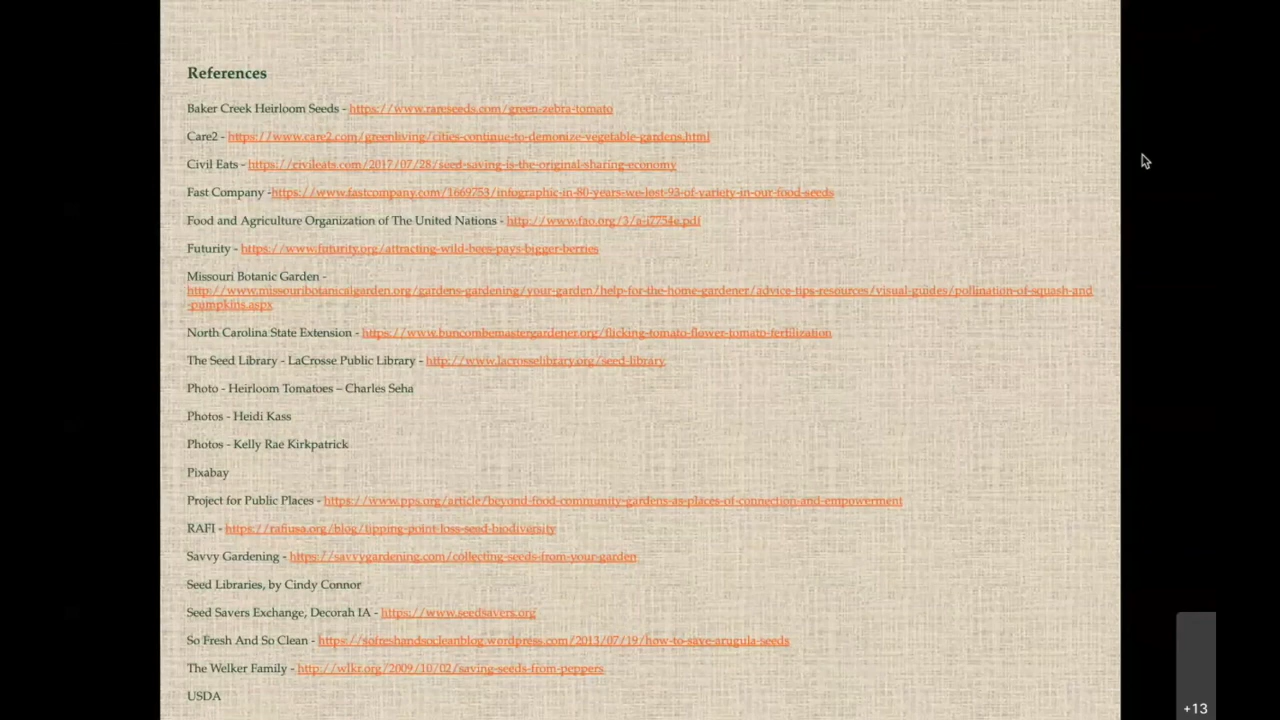 References
Baker Creek Heirloom Seeds - https://www.rareseeds.com/green-zebra-tomato
Care2 - https://www.care2.com/greenliving/cities-continue-to-demonize-vegetable-gardens.html
Civil Eats - https://civileats.com/2017/07/28/seed-saving-is-the-original-sharing-economy
Fast Company -https://www.fastcompany.com/1669753/infographic-in-80-years-we-lost-93-of-variety-in-our-food-seeds
Food and Agriculture Organization of The United Nations - http://www.fao.org/3/a-i7754e.pdf
Futurity - https://www.futurity.org/attracting-wild-bees-pays-bigger-berries
Missouri Botanic Garden -
http://www.missouribotanicalgarden.org/gardens-gardening/your-garden/help-for-the-home-gardener/advice-tips-resources/visual-guides/pollination-of-squash-and
-pumpkins.aspx
North Carolina State Extension - https://www.buncombemastergardener.org/flicking-tomato-flower-tomato-fertilization
The Seed Library - LaCrosse Public Library - http://www.lacrosselibrary.org/seed-library
Photo - Heirloom Tomatoes – Charles Seha
Photos - Heidi Kass
Photos - Kelly Rae Kirkpatrick
Pixabay
Project for Public Places - https://www.pps.org/article/beyond-food-community-gardens-as-places-of-connection-and-empowerment
RAFI - https://rafiusa.org/blog/tipping-point-loss-seed-biodiversity
Savvy Gardening - https://savvygardening.com/collecting-seeds-from-your-garden
Seed Libraries, by Cindy Connor
Seed Savers Exchange, Decorah IA - https://www.seedsavers.org
So Fresh And So Clean - https://sofreshandsocleanblog.wordpress.com/2013/07/19/how-to-save-arugula-seeds
The Welker Family - http://wlkr.org/2009/10/02/saving-seeds-from-peppers
USDA
+13